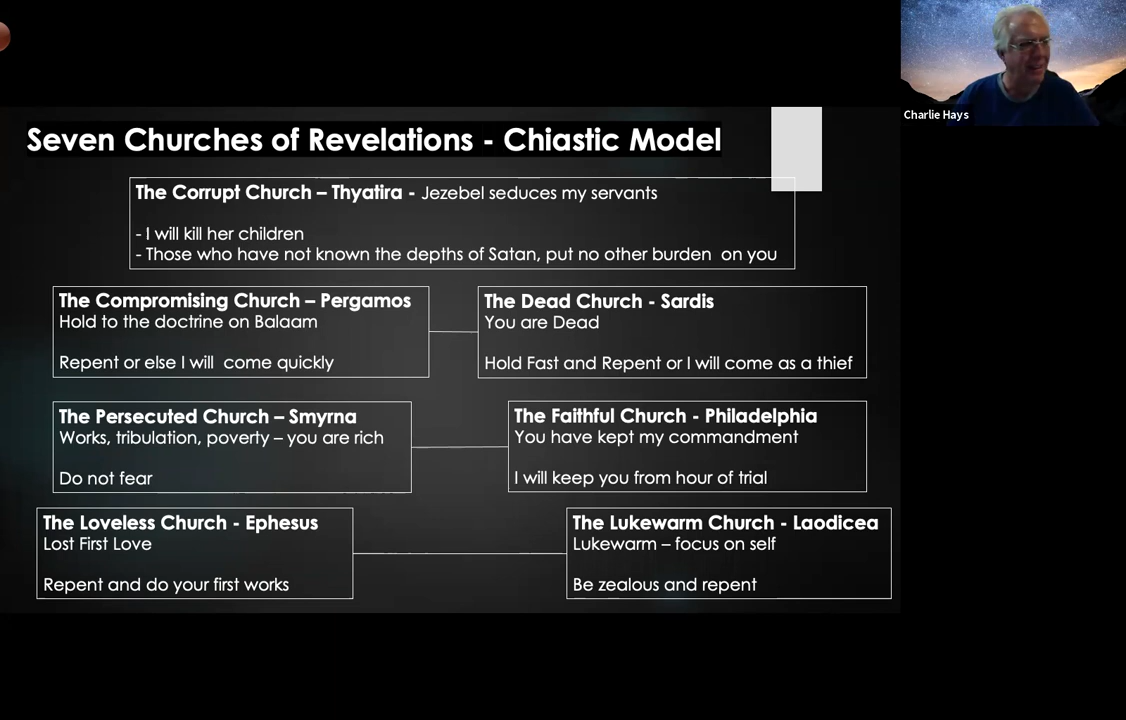 Charlie Hays
Seven Churches of Revelations - Chiastic Model
The Corrupt Church – Thyatira - Jezebel seduces my servants
- I will kill her children
- Those who have not known the depths of Satan, put no other burden on you
The Compromising Church – Pergamos
Hold to the doctrine on Balaam
Repent or else I will come quickly
The Dead Church - Sardis
You are Dead
Hold Fast and Repent or I will come as a thief
The Persecuted Church – Smyrna
Works, tribulation, poverty – you are rich
Do not fear
The Faithful Church - Philadelphia
You have kept my commandment
I will keep you from hour of trial
The Loveless Church - Ephesus
Lost First Love
Repent and do your first works
The Lukewarm Church - Laodicea
Lukewarm – focus on self
Be zealous and repent